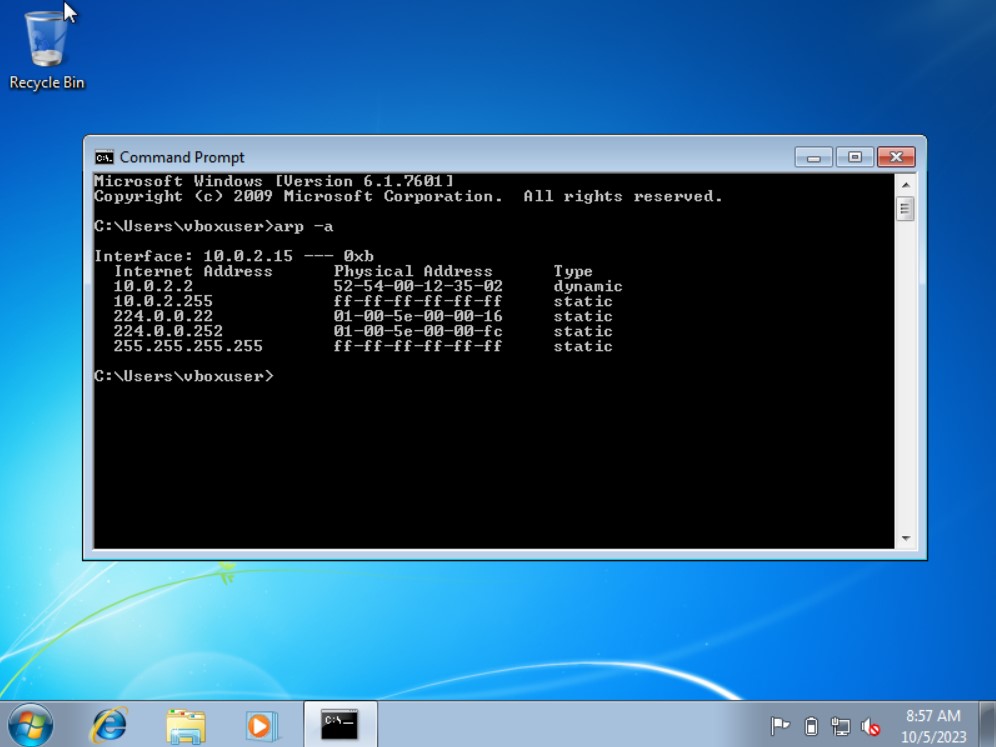 Recycle Bin
Command Prompt
Microsoft Windows [Version 6.1.7601]
Copyright (c) 2009 Microsoft Corporation.  All rights reserved.
C:\Users\vboxuser>arp -a
Interface: 10.0.2.15 --- 0xb
  Internet Address      Physical Address      Type
  10.0.2.2              52-54-00-12-35-02     dynamic
  10.0.2.255            ff-ff-ff-ff-ff-ff     static
  224.0.0.22            01-00-5e-00-00-16     static
  224.0.0.252           01-00-5e-00-00-fc     static
  255.255.255.255       ff-ff-ff-ff-ff-ff     static
C:\Users\vboxuser>
8:57 AM
10/5/2023